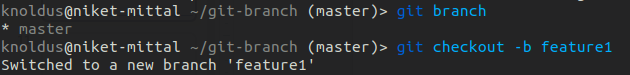 knoldus@niket-mittal ~/git-branch (master)> git branch
* master
knoldus@niket-mittal ~/git-branch (master)> git checkout -b feature1
Switched to a new branch 'feature1'